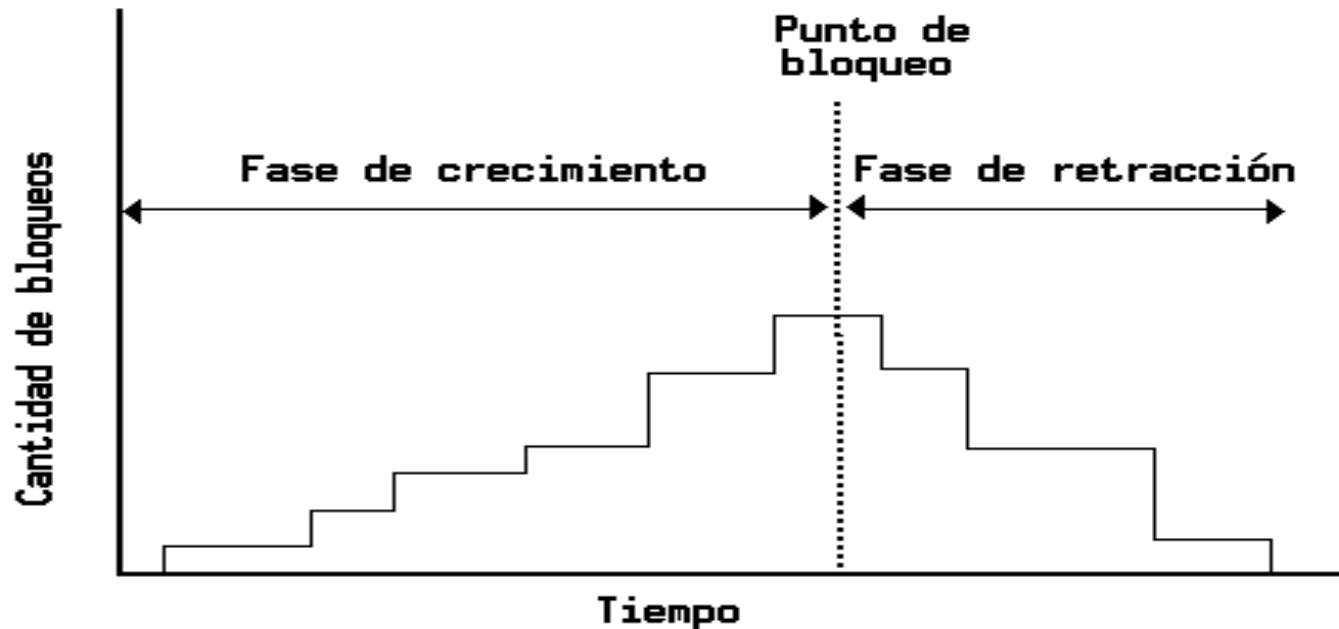 Punto de
bloqueo
Fase de crecimiento
Fase de retracción
Cantidad de bloqueos
Tiempo